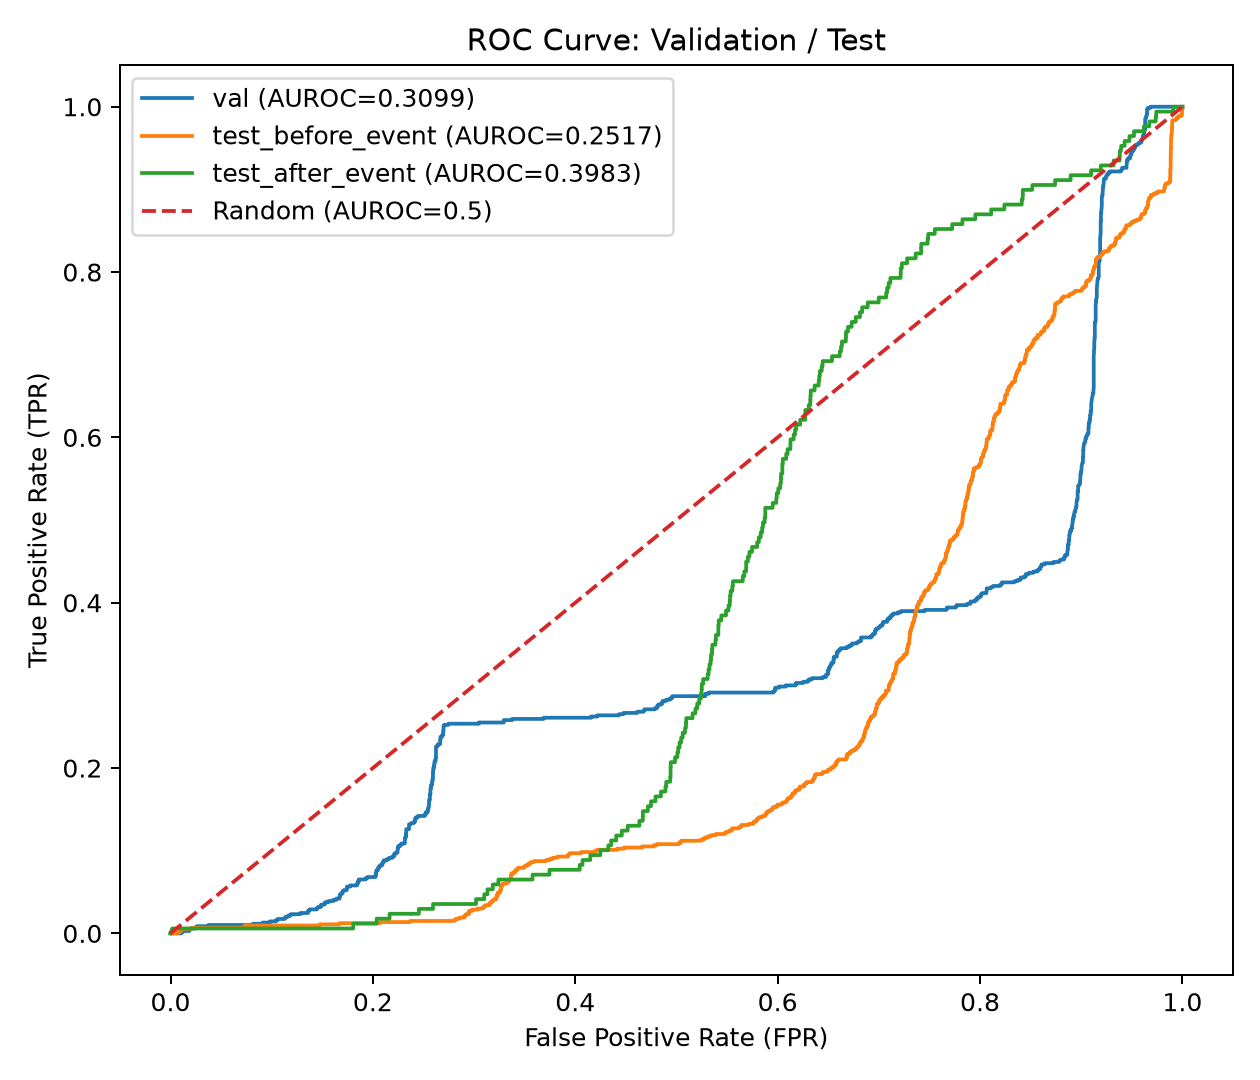 ROC Curve: Validation / Test
val (AUROC=0.3099)
test_before_event (AUROC=0.2517)
test_after_event (AUROC=0.3983)
Random (AUROC=0.5)
True Positive Rate (TPR)
1.0
0.8
0.6
0.4
0.2
0.0
0.0 0.2 0.4 0.6 0.8 1.0
False Positive Rate (FPR)